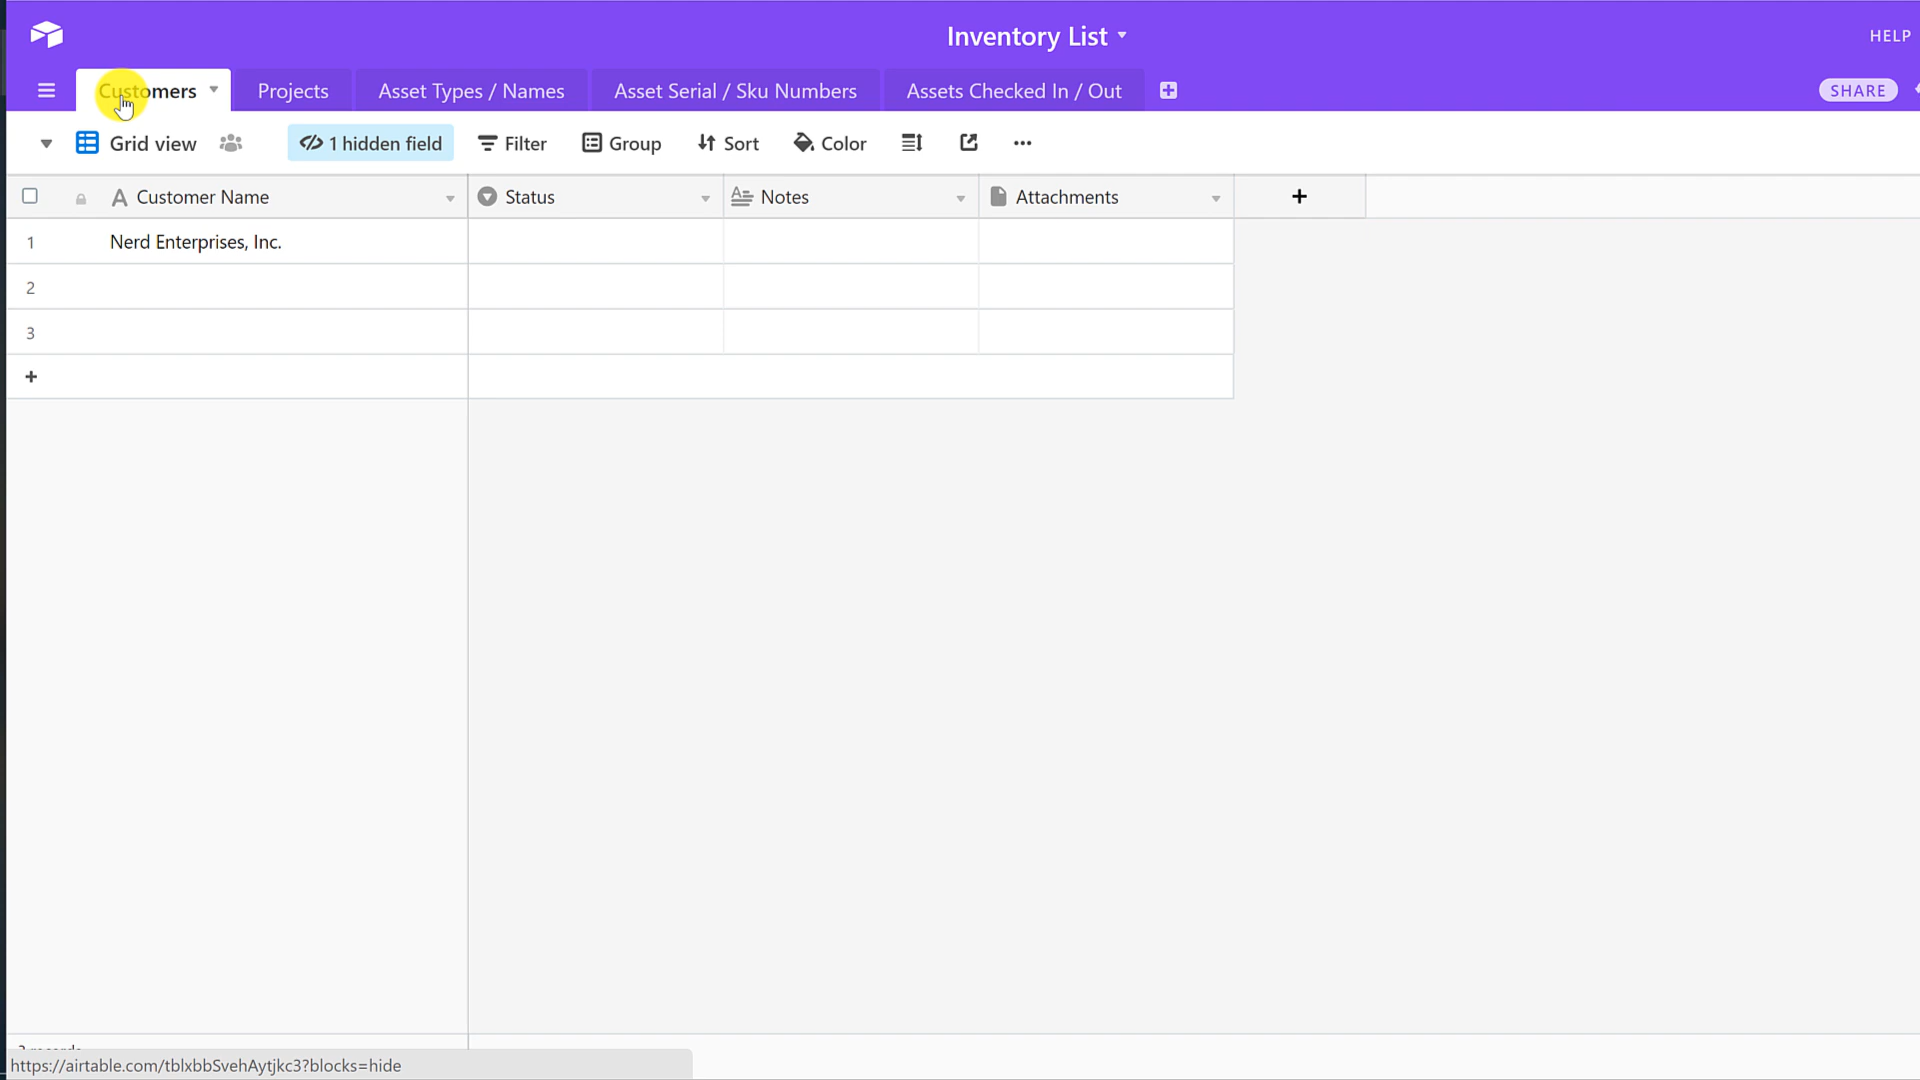 Inventory List
HELP
Customers
Projects
Asset Types / Names
Asset Serial / Sku Numbers
Assets Checked In / Out
SHARE
Grid view
1 hidden field
Filter
Group
Sort
Color
Customer Name
Status
Notes
Attachments
1
Nerd Enterprises, Inc.
2
3
https://airtable.com/tblxbbSvehAytjkc3?blocks=hide